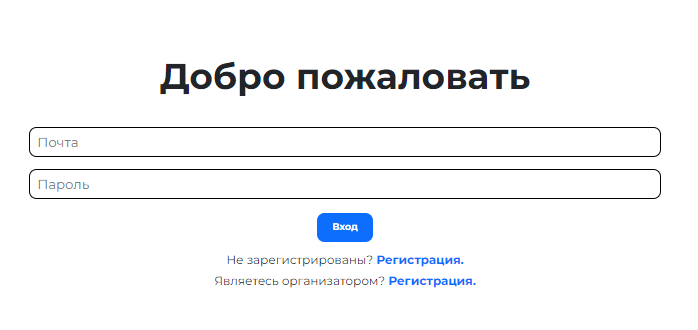 Добро пожаловать
Почта
Пароль
Вход
Не зарегистрированы? Регистрация.
Являетесь организатором? Регистрация.